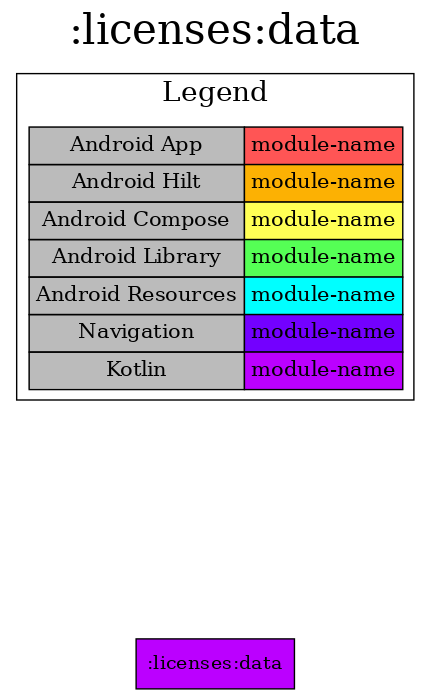 :licenses:data
Legend
Android App module-name
Android Hilt module-name
Android Compose module-name
Android Library module-name
Android Resources module-name
Navigation module-name
Kotlin module-name
:licenses:data